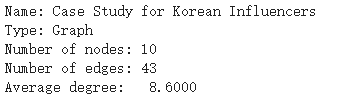 Name: Case Study for Korean Influencers
Type: Graph
Number of nodes: 10
Number of edges: 43
Average degree:   8.6000